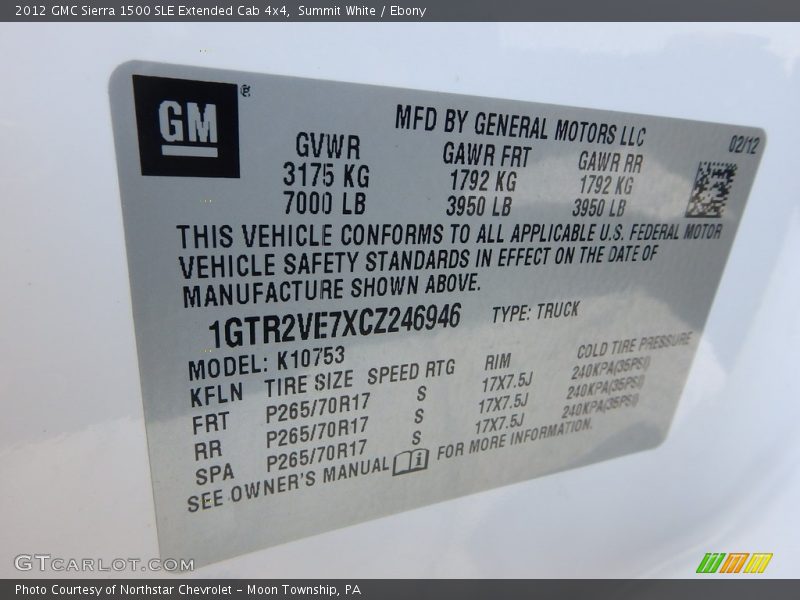 2012 GMC Sierra 1500 SLE Extended Cab 4x4, Summit White / Ebony
GM®
MFD BY GENERAL MOTORS LLC
02/12
GVWR GAWR FRT GAWR RR
3175 KG 1792 KG 1792 KG
7000 LB 3950 LB 3950 LB
THIS VEHICLE CONFORMS TO ALL APPLICABLE U.S. FEDERAL MOTOR
VEHICLE SAFETY STANDARDS IN EFFECT ON THE DATE OF
MANUFACTURE SHOWN ABOVE.
1GTR2VE7XCZ246946 TYPE: TRUCK
MODEL: K10753
KFLN TIRE SIZE SPEED RTG RIM COLD TIRE PRESSURE
FRT P265/70R17 S 17X7.5J 240KPA(35PSI)
RR P265/70R17 S 17X7.5J 240KPA(35PSI)
SPA P265/70R17 S 17X7.5J 240KPA(35PSI)
SEE OWNER'S MANUAL FOR MORE INFORMATION.
GTCARLOT.COM
Photo Courtesy of Northstar Chevrolet - Moon Township, PA